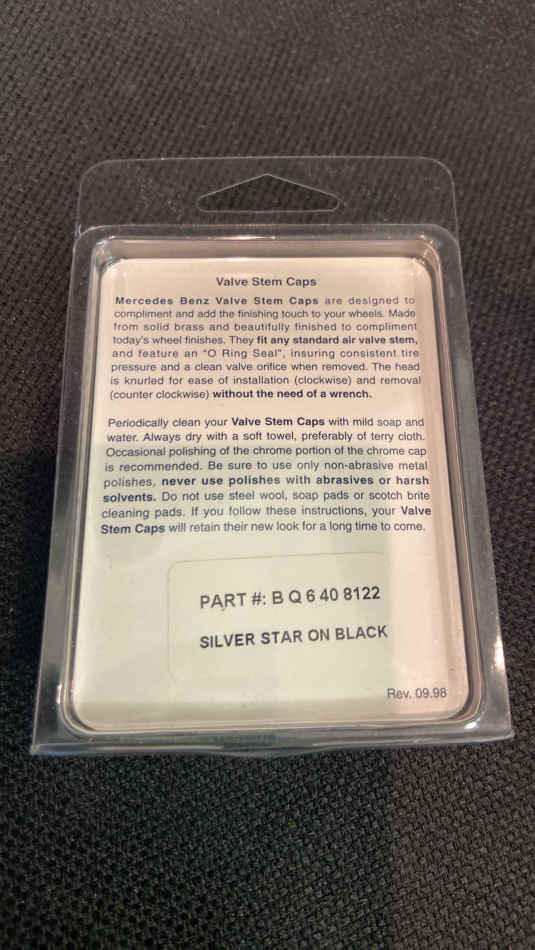 Valve Stem Caps
Mercedes Benz Valve Stem Caps are designed to
compliment and add the finishing touch to your wheels. Made
from solid brass and beautifully finished to compliment
today's wheel finishes. They fit any standard air valve stem,
and feature an "O Ring Seal", insuring consistent tire
pressure and a clean valve orifice when removed. The head
is knurled for ease of installation (clockwise) and removal
(counter clockwise) without the need of a wrench.
Periodically clean your Valve Stem Caps with mild soap and
water. Always dry with a soft towel, preferably of terry cloth.
Occasional polishing of the chrome portion of the chrome cap
is recommended. Be sure to use only non-abrasive metal
polishes, never use polishes with abrasives or harsh
solvents. Do not use steel wool, soap pads or scotch brite
cleaning pads. If you follow these instructions, your Valve
Stem Caps will retain their new look for a long time to come.
PART #: B Q 6 40 8122
SILVER STAR ON BLACK
Rev. 09.98